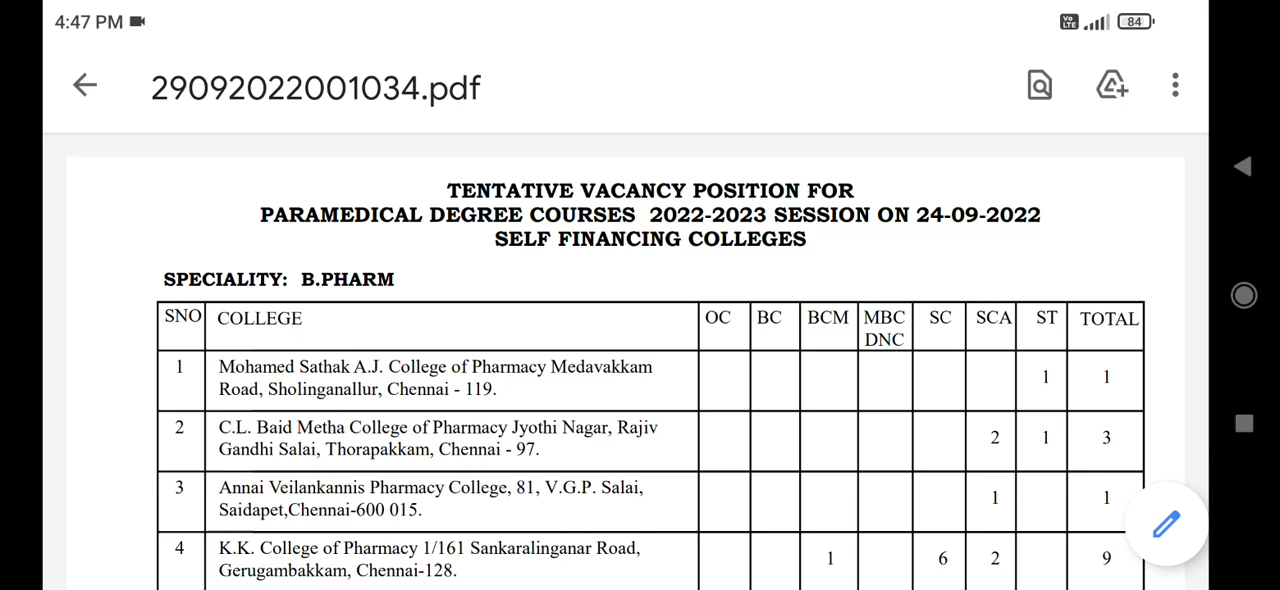 4:47 PM
Vo LTE 84
29092022001034.pdf
TENTATIVE VACANCY POSITION FOR
PARAMEDICAL DEGREE COURSES 2022-2023 SESSION ON 24-09-2022
SELF FINANCING COLLEGES
SPECIALITY: B.PHARM
SNO COLLEGE OC BC BCM MBC DNC SC SCA ST TOTAL
1 Mohamed Sathak A.J. College of Pharmacy Medavakkam
Road, Sholinganallur, Chennai - 119. 1 1
2 C.L. Baid Metha College of Pharmacy Jyothi Nagar, Rajiv
Gandhi Salai, Thorapakkam, Chennai - 97. 2 1 3
3 Annai Veilankannis Pharmacy College, 81, V.G.P. Salai,
Saidapet,Chennai-600 015. 1 1
4 K.K. College of Pharmacy 1/161 Sankaralinganar Road,
Gerugambakkam, Chennai-128. 1 6 2 9